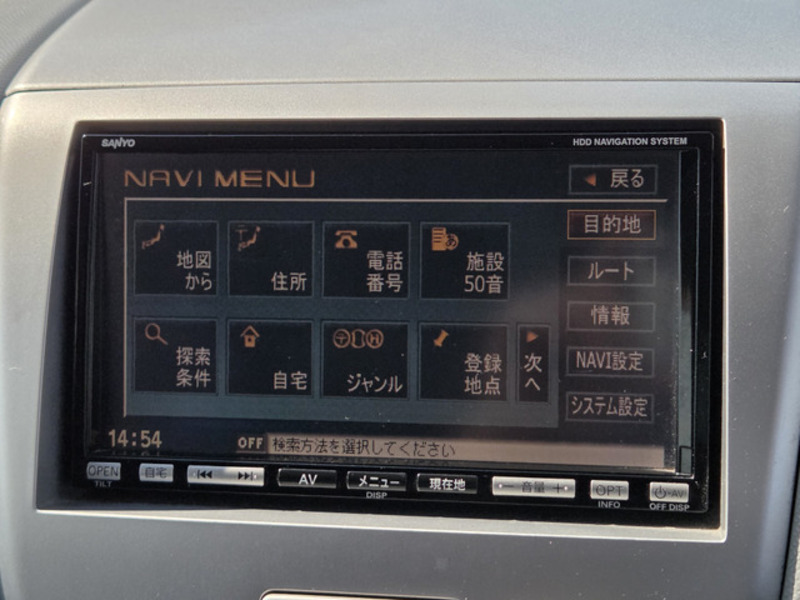 SANYO
HDD NAVIGATION SYSTEM
NAVI MENU
戻る
地図
から
住所
電話
番号
施設
50音
目的地
ルート
情報
探索
条件
自宅
ジャンル
登録
地点
次
へ
NAVI設定
システム設定
14:54
OFF
検索方法を選択してください
OPEN
TILT
自宅
AV
メニュー
DISP
現在地
− 音量 +
OPT
INFO
AV
OFF DISP